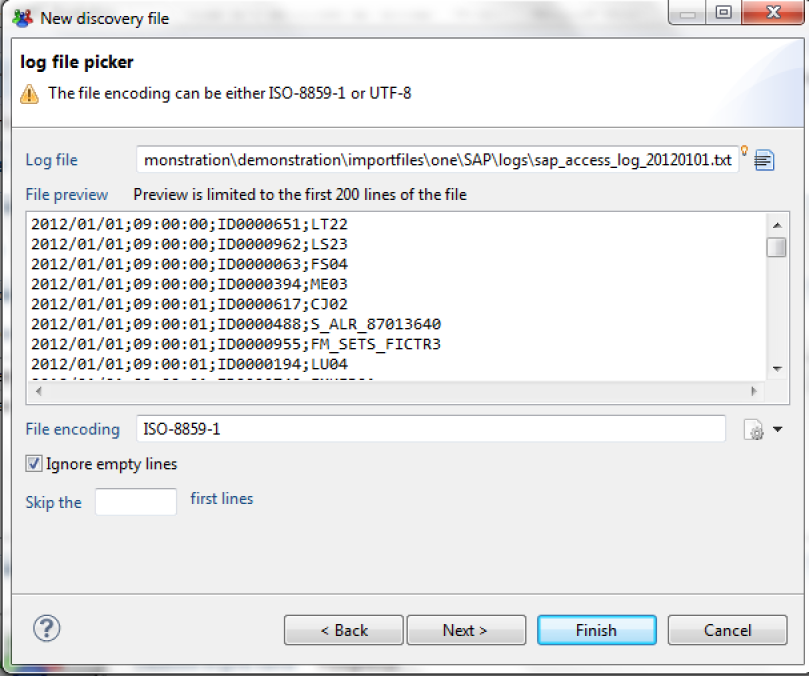 New discovery file
log file picker
The file encoding can be either ISO-8859-1 or UTF-8
Log file monstration\demonstration\importfiles\one\SAP\logs\sap_access_log_20120101.txt
File preview Preview is limited to the first 200 lines of the file
2012/01/01;09:00:00;ID0000651;LT22
2012/01/01;09:00:00;ID0000962;LS23
2012/01/01;09:00:00;ID0000063;FS04
2012/01/01;09:00:00;ID0000394;ME03
2012/01/01;09:00:01;ID0000617;CJ02
2012/01/01;09:00:01;ID0000488;S_ALR_87013640
2012/01/01;09:00:01;ID0000955;FM_SETS_FICTR3
2012/01/01;09:00:01;ID0000194;LU04
File encoding ISO-8859-1
Ignore empty lines
Skip the first lines
? < Back Next > Finish Cancel